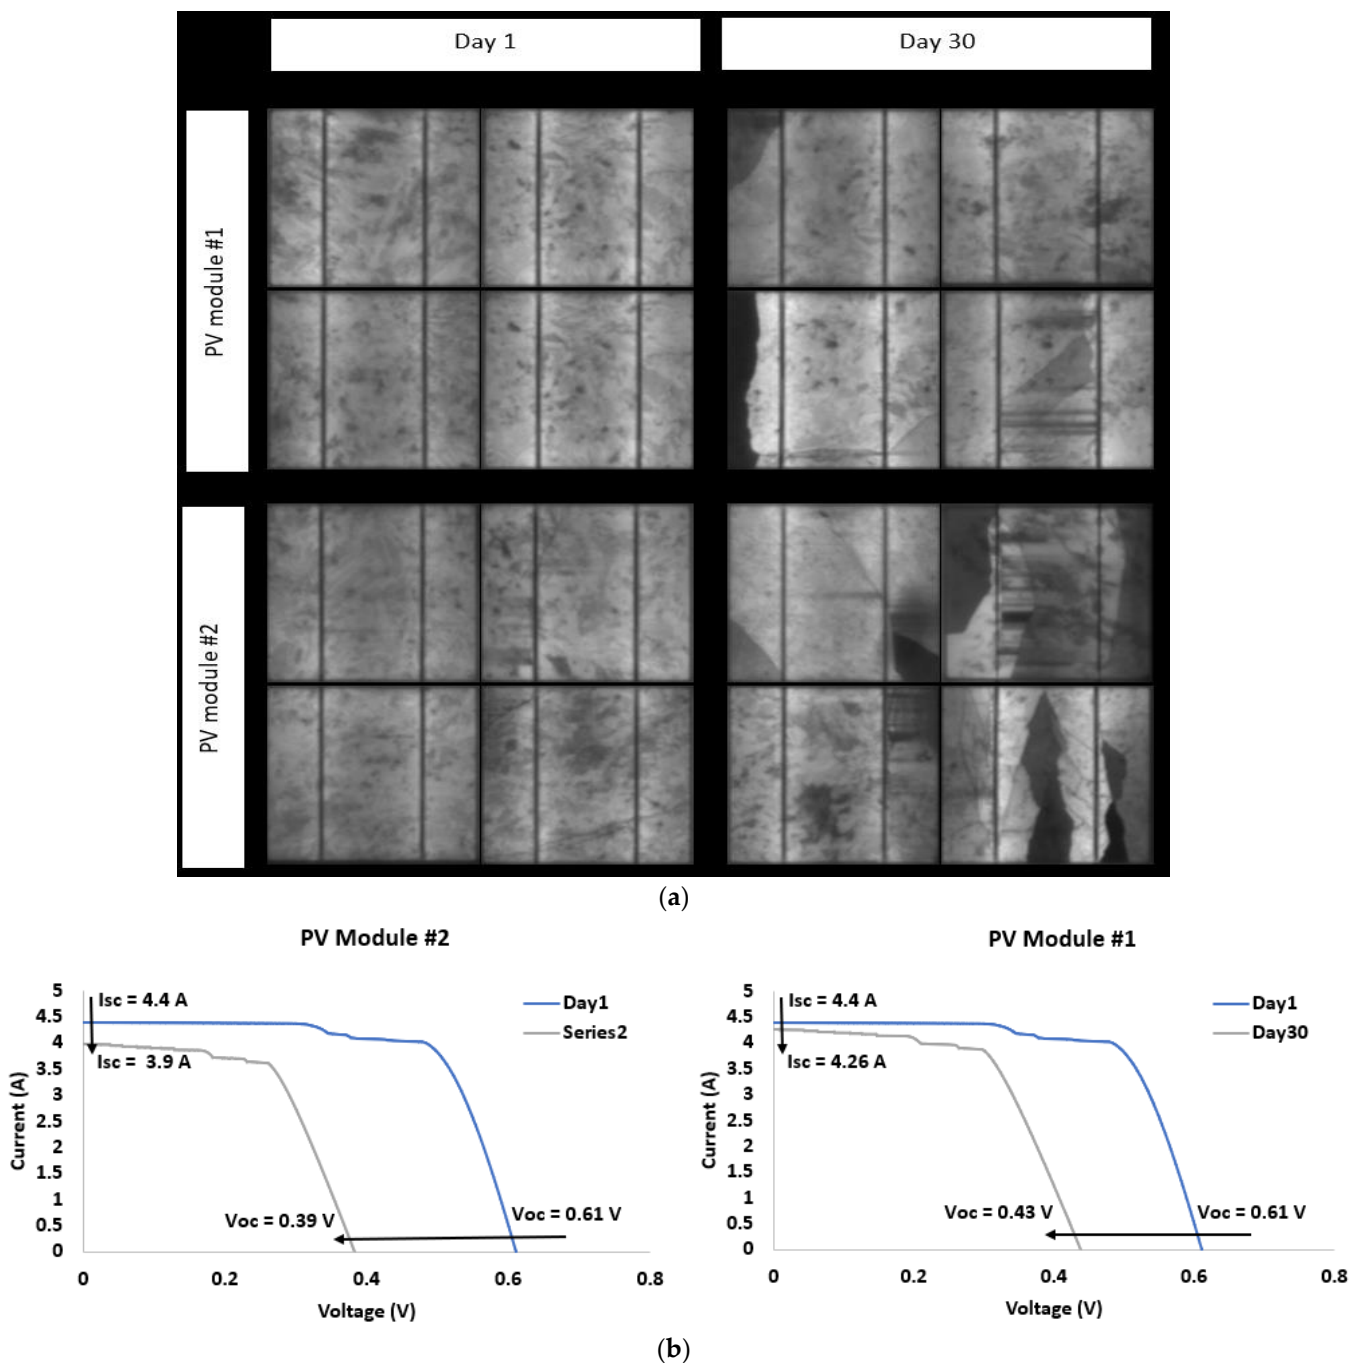 Day 1
Day 30
PV module #1
PV module #2
(a)
PV Module #2
5
4.5
4
3.5
3
2.5
2
1.5
1
0.5
0
Current (A)
Isc = 4.4 A
Isc = 3.9 A
Day1
Series2
Voc = 0.39 V
Voc = 0.61 V
0 0.2 0.4 0.6 0.8
Voltage (V)
PV Module #1
5
4.5
4
3.5
3
2.5
2
1.5
1
0.5
0
Current (A)
Isc = 4.4 A
Isc = 4.26 A
Day1
Day30
Voc = 0.43 V
Voc = 0.61 V
0 0.2 0.4 0.6 0.8
Voltage (V)
(b)